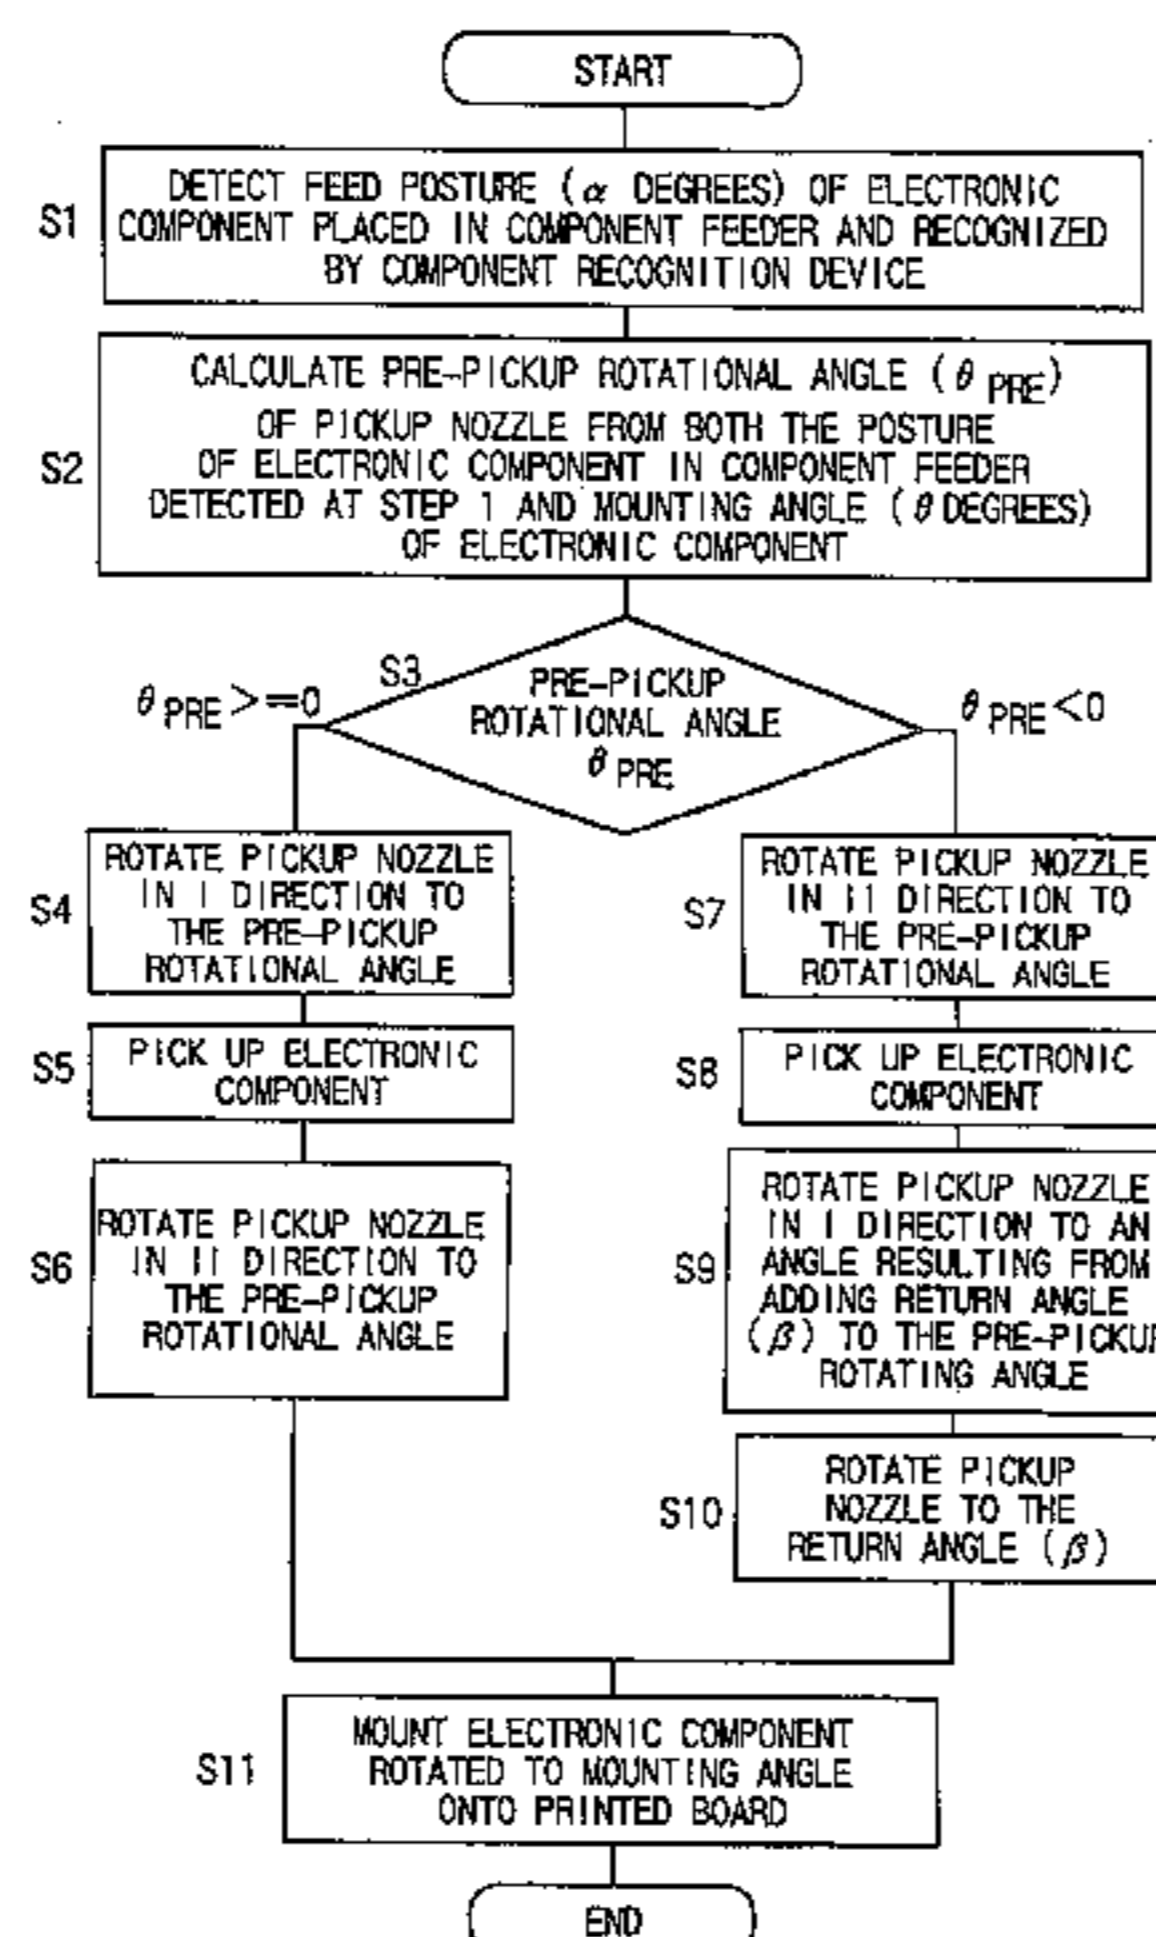 START
S1
DETECT FEED POSTURE (α DEGREES) OF ELECTRONIC
COMPONENT PLACED IN COMPONENT FEEDER AND RECOGNIZED
BY COMPONENT RECOGNITION DEVICE
S2
CALCULATE PRE-PICKUP ROTATIONAL ANGLE (θ PRE)
OF PICKUP NOZZLE FROM BOTH THE POSTURE
OF ELECTRONIC COMPONENT IN COMPONENT FEEDER
DETECTED AT STEP 1 AND MOUNTING ANGLE (θ DEGREES)
OF ELECTRONIC COMPONENT
S3
PRE-PICKUP
ROTATIONAL ANGLE
θ PRE
θ PRE >=0
θ PRE <0
S4
ROTATE PICKUP NOZZLE
IN I DIRECTION TO
THE PRE-PICKUP
ROTATIONAL ANGLE
S5
PICK UP ELECTRONIC
COMPONENT
S6
ROTATE PICKUP NOZZLE
IN II DIRECTION TO
THE PRE-PICKUP
ROTATIONAL ANGLE
S7
ROTATE PICKUP NOZZLE
IN II DIRECTION TO
THE PRE-PICKUP
ROTATIONAL ANGLE
S8
PICK UP ELECTRONIC
COMPONENT
S9
ROTATE PICKUP NOZZLE
IN I DIRECTION TO AN
ANGLE RESULTING FROM
ADDING RETURN ANGLE
(β) TO THE PRE-PICKUP
ROTATING ANGLE
S10
ROTATE PICKUP
NOZZLE TO THE
RETURN ANGLE (β)
S11
MOUNT ELECTRONIC COMPONENT
ROTATED TO MOUNTING ANGLE
ONTO PRINTED BOARD
END